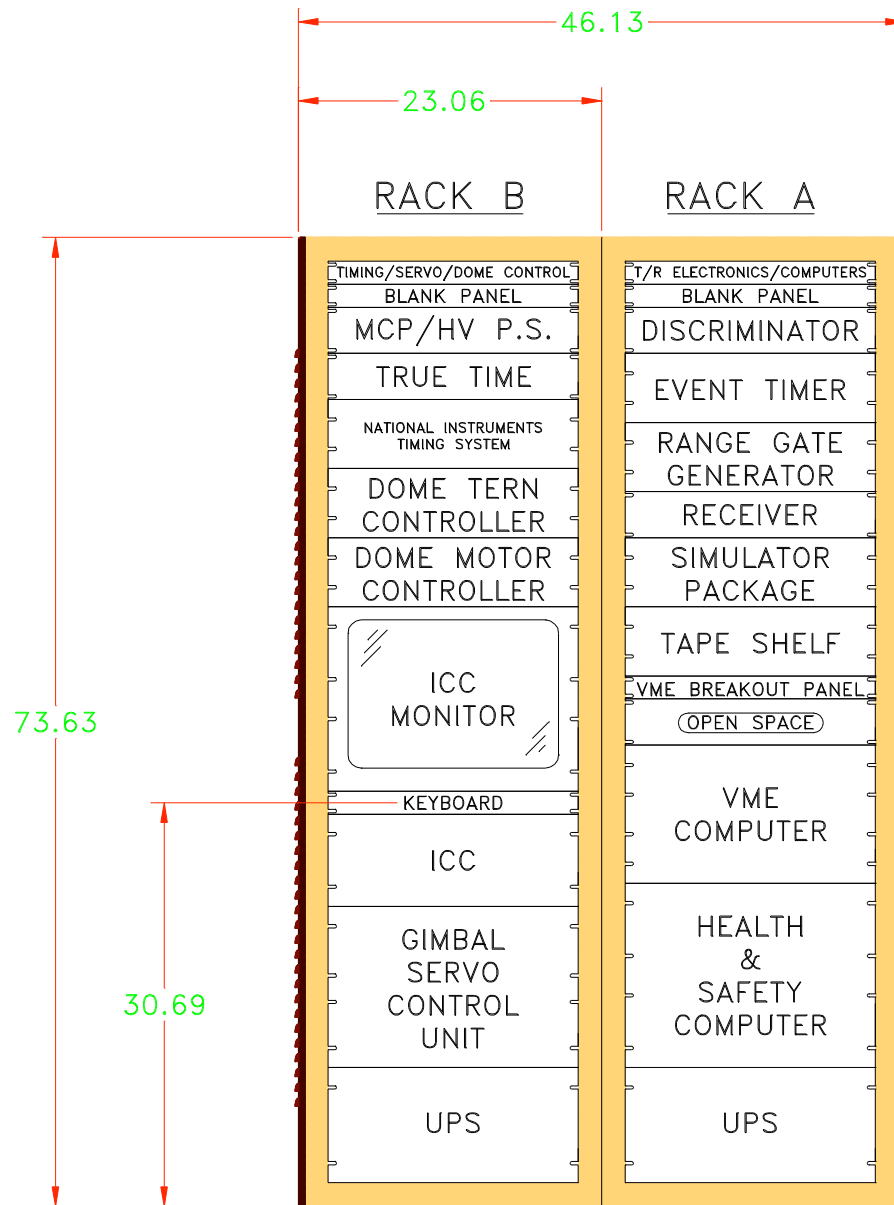 46.13
23.06
RACK B
RACK A
TIMING/SERVO/DOME CONTROL
BLANK PANEL
MCP/HV P.S.
TRUE TIME
NATIONAL INSTRUMENTS
TIMING SYSTEM
DOME TERN
CONTROLLER
DOME MOTOR
CONTROLLER
ICC
MONITOR
KEYBOARD
ICC
GIMBAL
SERVO
CONTROL
UNIT
UPS
T/R ELECTRONICS/COMPUTERS
BLANK PANEL
DISCRIMINATOR
EVENT TIMER
RANGE GATE
GENERATOR
RECEIVER
SIMULATOR
PACKAGE
TAPE SHELF
VME BREAKOUT PANEL
OPEN SPACE
VME
COMPUTER
HEALTH
&
SAFETY
COMPUTER
UPS
73.63
30.69